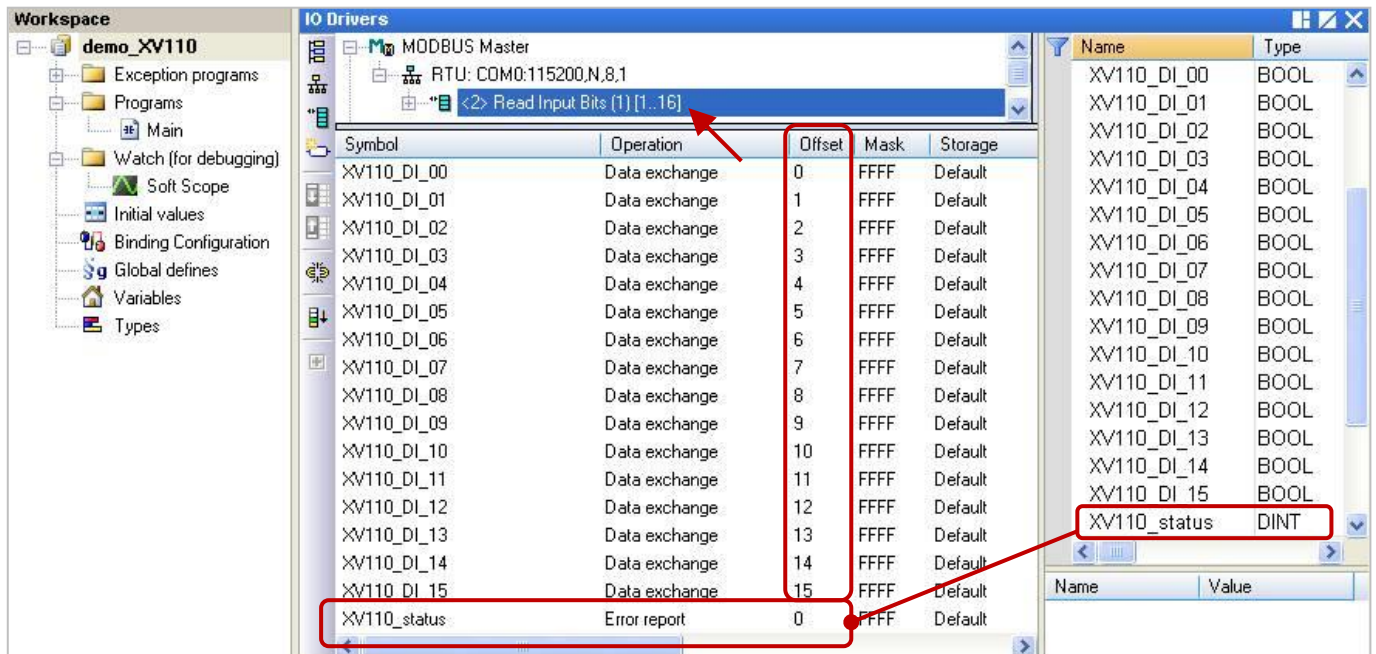 Workspace
demo_XV110
Exception programs
Programs
Main
Watch (for debugging)
Soft Scope
Initial values
Binding Configuration
Global defines
Variables
Types
IO Drivers
MODBUS Master
RTU: COM0:115200,N,8,1
<2> Read Input Bits (1) [1..16]
Symbol Operation Offset Mask Storage
XV110_DI_00 Data exchange 0 FFFF Default
XV110_DI_01 Data exchange 1 FFFF Default
XV110_DI_02 Data exchange 2 FFFF Default
XV110_DI_03 Data exchange 3 FFFF Default
XV110_DI_04 Data exchange 4 FFFF Default
XV110_DI_05 Data exchange 5 FFFF Default
XV110_DI_06 Data exchange 6 FFFF Default
XV110_DI_07 Data exchange 7 FFFF Default
XV110_DI_08 Data exchange 8 FFFF Default
XV110_DI_09 Data exchange 9 FFFF Default
XV110_DI_10 Data exchange 10 FFFF Default
XV110_DI_11 Data exchange 11 FFFF Default
XV110_DI_12 Data exchange 12 FFFF Default
XV110_DI_13 Data exchange 13 FFFF Default
XV110_DI_14 Data exchange 14 FFFF Default
XV110_DI_15 Data exchange 15 FFFF Default
XV110_status Error report 0 FFFF Default
Name Type
XV110_DI_00 BOOL
XV110_DI_01 BOOL
XV110_DI_02 BOOL
XV110_DI_03 BOOL
XV110_DI_04 BOOL
XV110_DI_05 BOOL
XV110_DI_06 BOOL
XV110_DI_07 BOOL
XV110_DI_08 BOOL
XV110_DI_09 BOOL
XV110_DI_10 BOOL
XV110_DI_11 BOOL
XV110_DI_12 BOOL
XV110_DI_13 BOOL
XV110_DI_14 BOOL
XV110_DI_15 BOOL
XV110_status DINT
Name Value